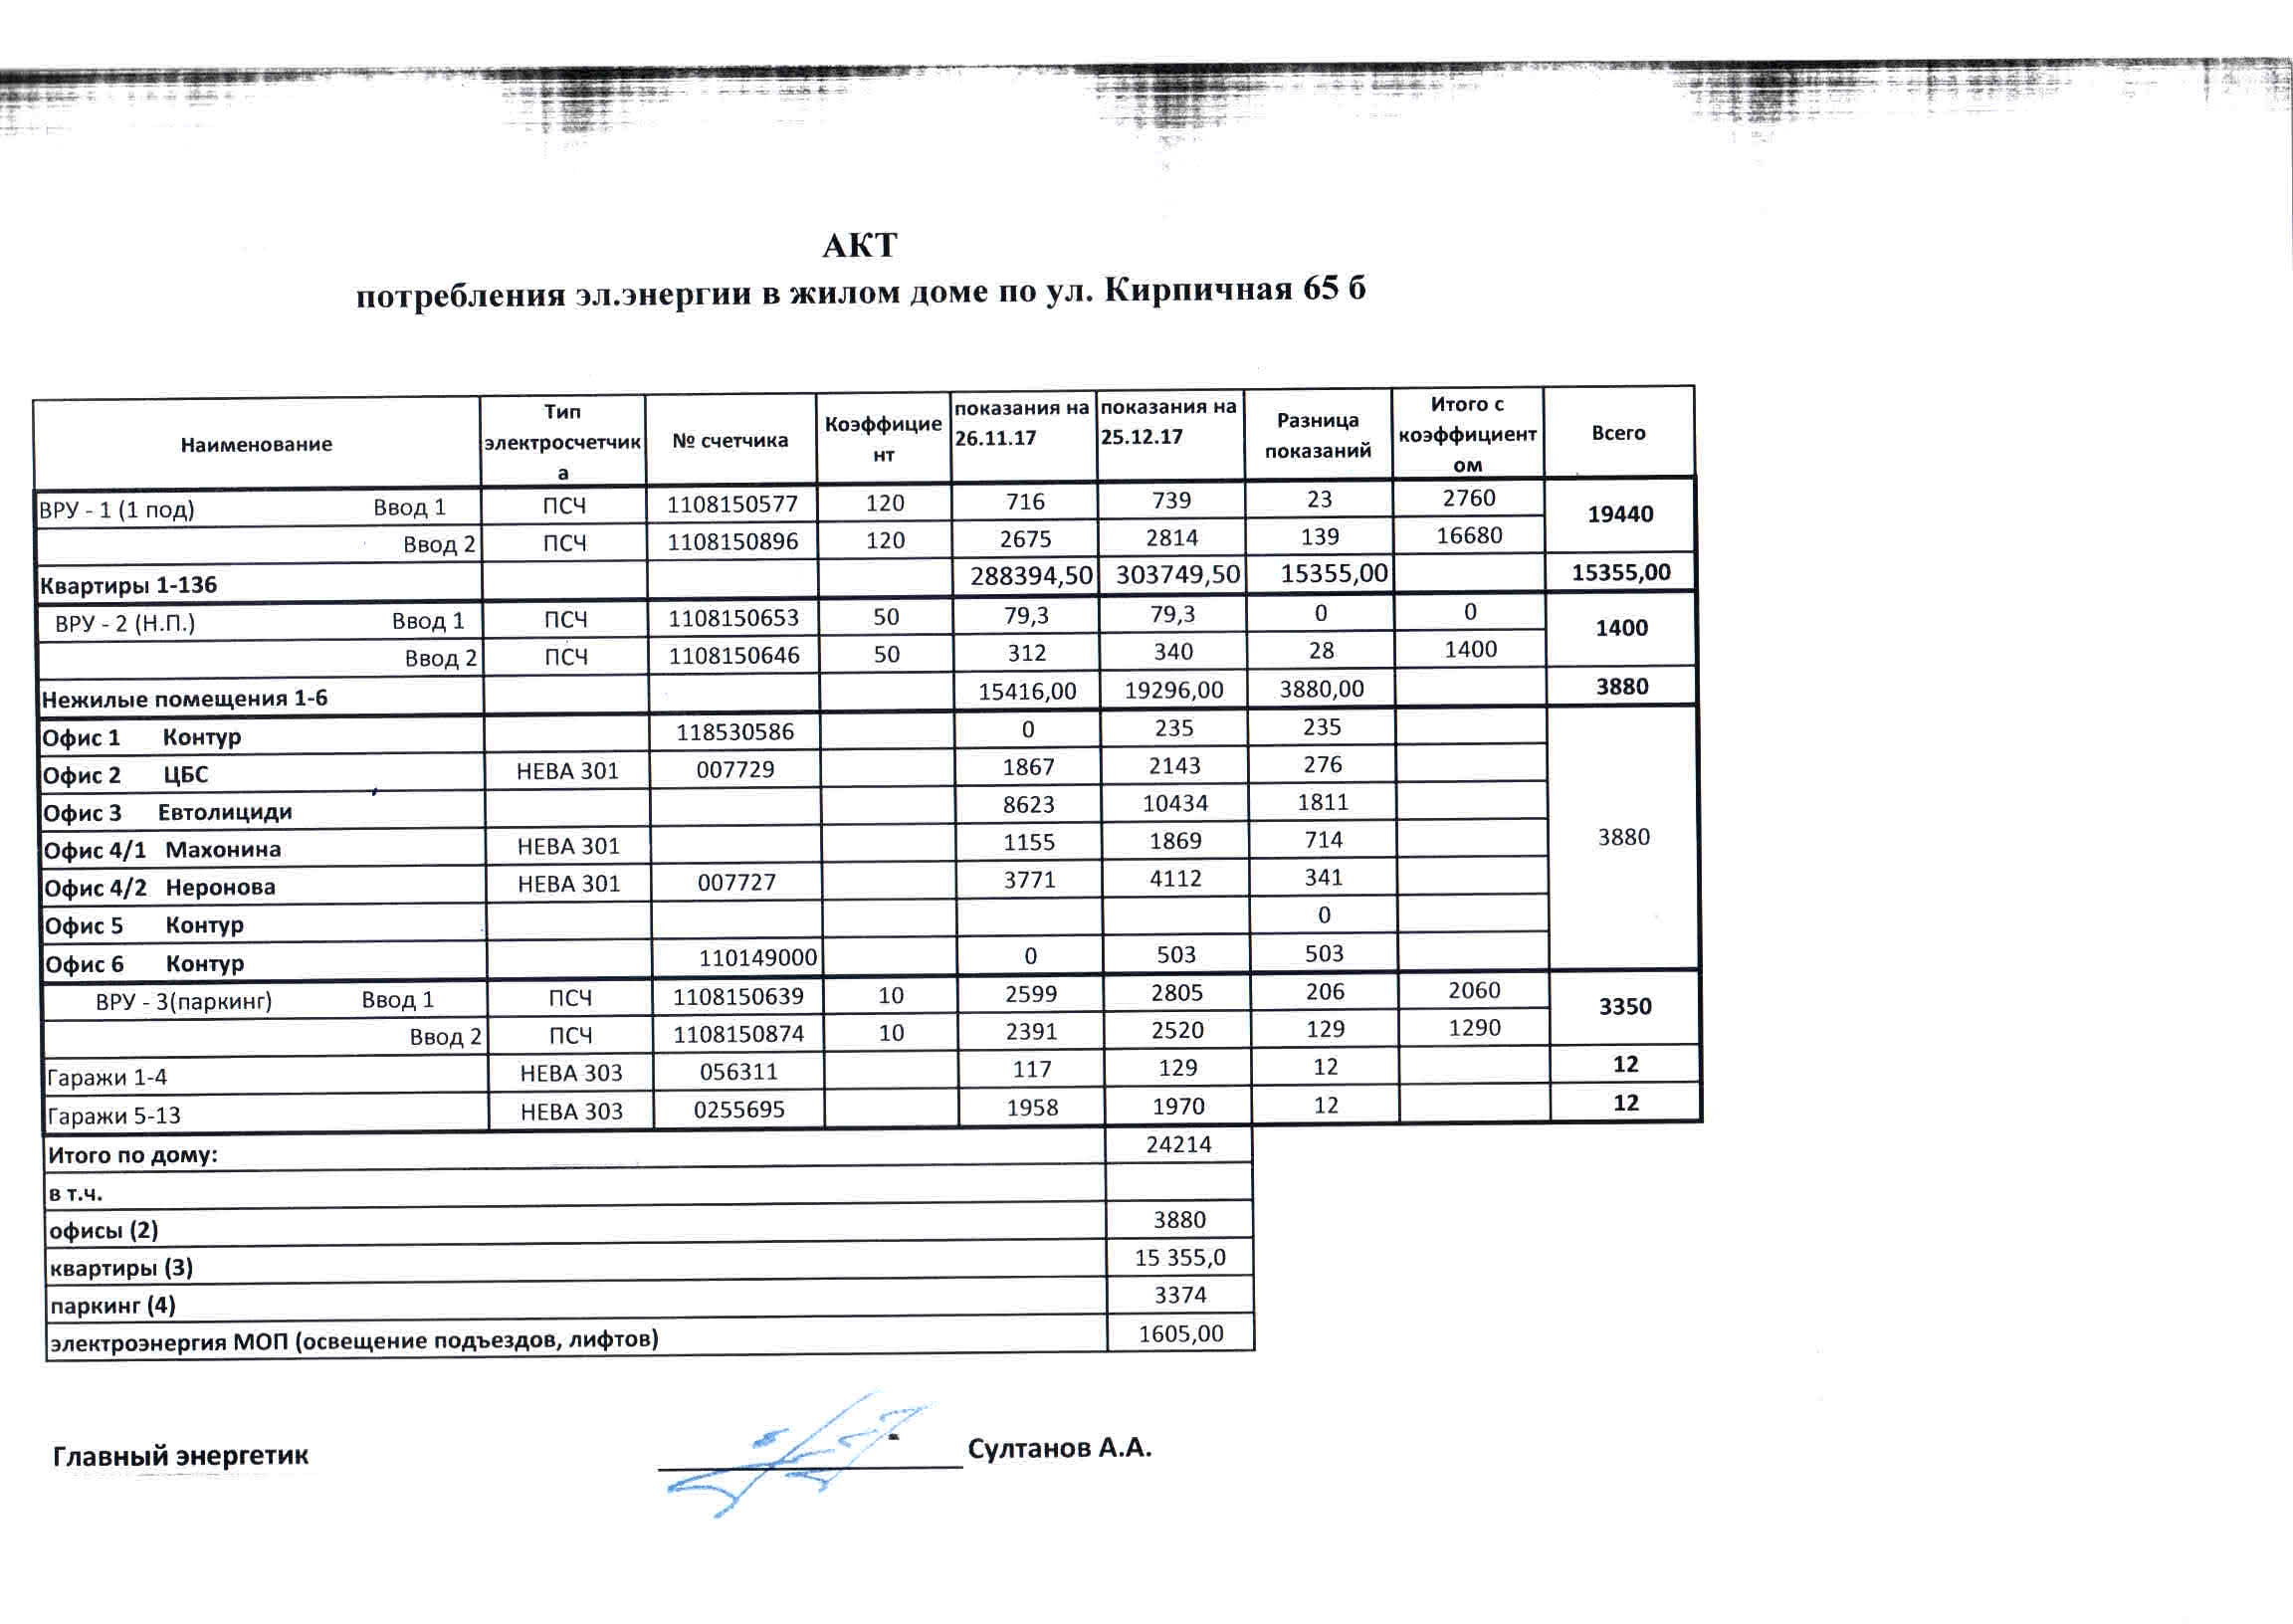 АКТ
потребления эл.энергии в жилом доме по ул. Кирпичная 65 б
Наименование Тип электросчетчика № счетчика Коэффициент показания на 26.11.17 показания на 25.12.17 Разница показаний Итого с коэффициентом Всего
ВРУ - 1 (1 под) Ввод 1 ПСЧ 1108150577 120 716 739 23 2760 19440
Ввод 2 ПСЧ 1108150896 120 2675 2814 139 16680
Квартиры 1-136 288394,50 303749,50 15355,00 15355,00
ВРУ - 2 (Н.П.) Ввод 1 ПСЧ 1108150653 50 79,3 79,3 0 0 1400
Ввод 2 ПСЧ 1108150646 50 312 340 28 1400
Нежилые помещения 1-6 15416,00 19296,00 3880,00 3880
Офис 1 Контур 118530586 0 235 235 3880
Офис 2 ЦБС НЕВА 301 007729 1867 2143 276
Офис 3 Евтолициди 8623 10434 1811
Офис 4/1 Махонина НЕВА 301 1155 1869 714
Офис 4/2 Неронова НЕВА 301 007727 3771 4112 341
Офис 5 Контур 0
Офис 6 Контур 110149000 0 503 503
ВРУ - 3(паркинг) Ввод 1 ПСЧ 1108150639 10 2599 2805 206 2060 3350
Ввод 2 ПСЧ 1108150874 10 2391 2520 129 1290
Гаражи 1-4 НЕВА 303 056311 117 129 12 12
Гаражи 5-13 НЕВА 303 0255695 1958 1970 12 12
Итого по дому: 24214
в т.ч.
офисы (2) 3880
квартиры (3) 15 355,0
паркинг (4) 3374
электроэнергия МОП (освещение подъездов, лифтов) 1605,00
Главный энергетик Султанов А.А.